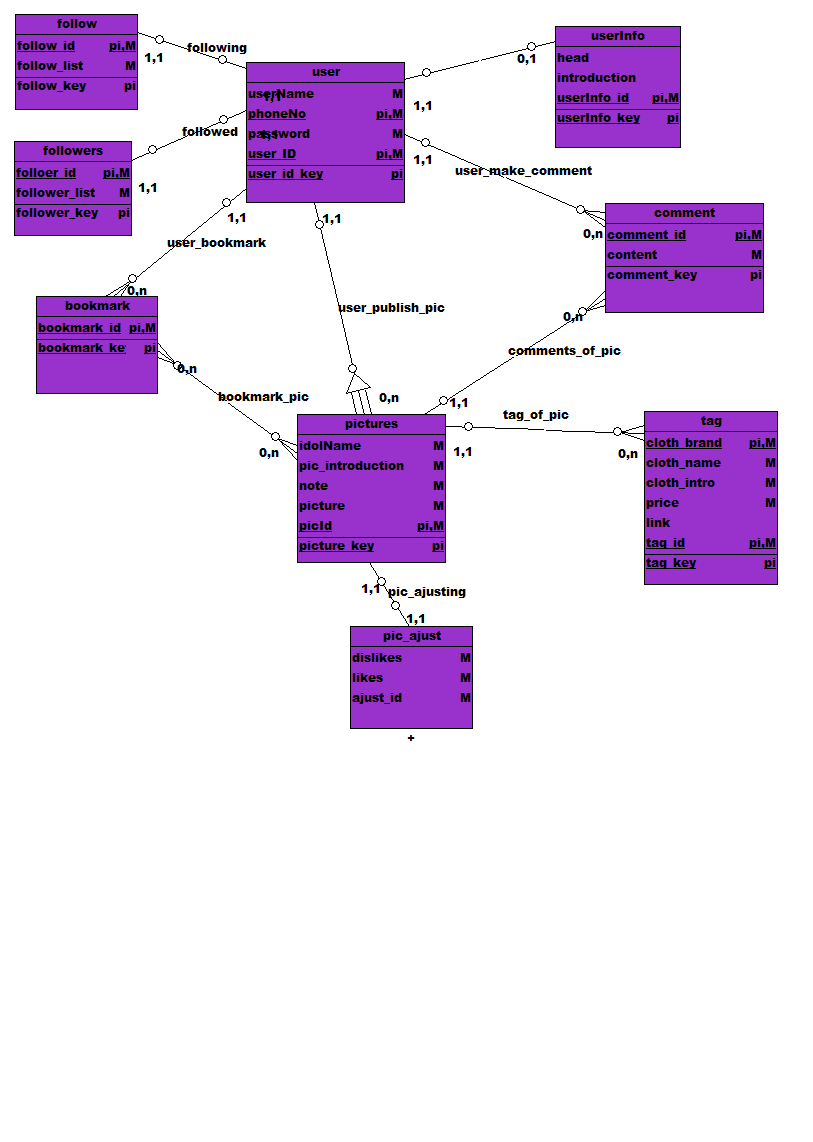 follow
follow_id pi,M
follow_list M
follow_key pi
following
1,1
userInfo
head
introduction
userInfo_id pi,M
userInfo_key pi
0,1
1,1
user
userName M
1,1
phoneNo pi,M
password M
1,1
user_ID pi,M
user_id_key pi
followed
1,1
followers
folloer_id pi,M
follower_list M
follower_key pi
1,1
user_make_comment
0,n
comment
comment_id pi,M
content M
comment_key pi
1,1
user_bookmark
0,n
1,1
user_publish_pic
0,n
bookmark
bookmark_id pi,M
bookmark_ke pi
0,n
bookmark_pic
0,n
0,n
comments_of_pic
1,1
tag_of_pic
1,1
0,n
pictures
idolName M
pic_introduction M
note M
picture M
picId pi,M
picture_key pi
tag
cloth_brand pi,M
cloth_name M
cloth_intro M
price M
link
tag_id pi,M
tag_key pi
1,1
pic_ajusting
1,1
pic_ajust
dislikes M
likes M
ajust_id M
+